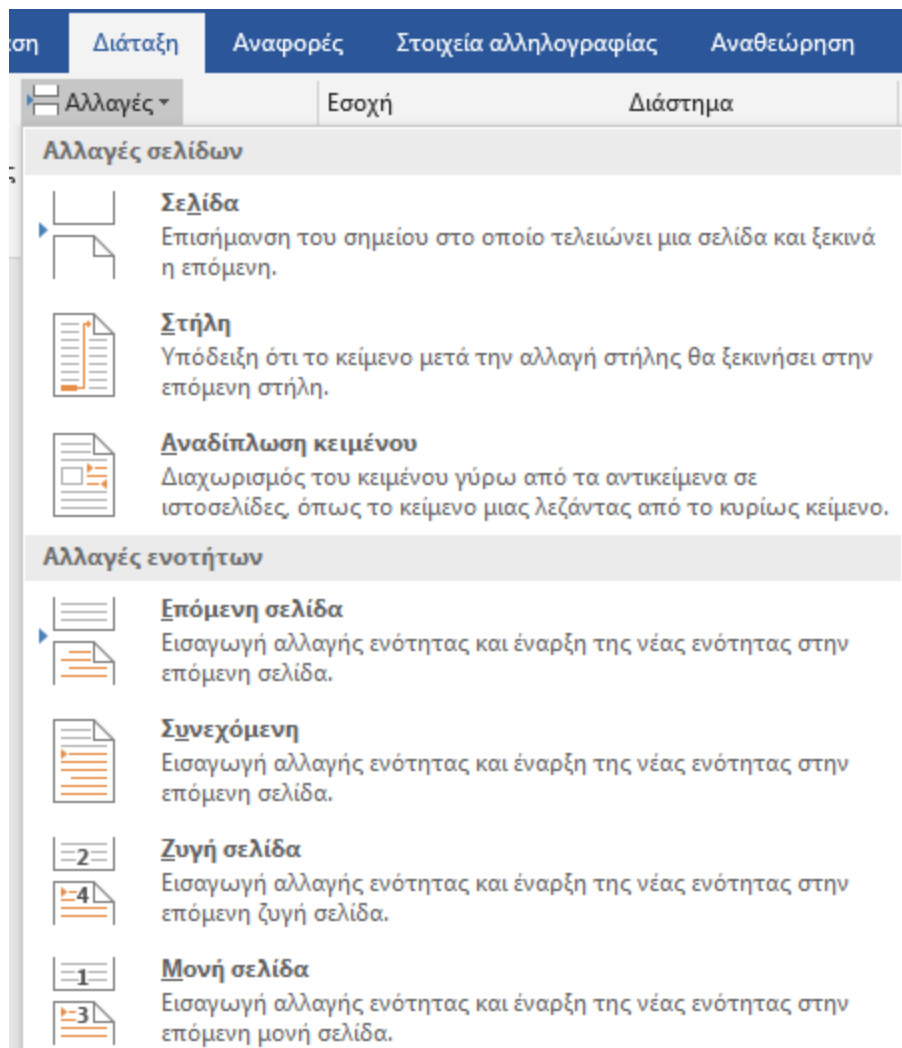 ση Διάταξη Αναφορές Στοιχεία αλληλογραφίας Αναθεώρηση
Αλλαγές Εσοχή Διάστημα
Αλλαγές σελίδων
ς
Σελίδα
Επισήμανση του σημείου στο οποίο τελειώνει μια σελίδα και ξεκινά
η επόμενη.
Στήλη
Υπόδειξη ότι το κείμενο μετά την αλλαγή στήλης θα ξεκινήσει στην
επόμενη στήλη.
Αναδίπλωση κειμένου
Διαχωρισμός του κειμένου γύρω από τα αντικείμενα σε
ιστοσελίδες, όπως το κείμενο μιας λεζάντας από το κυρίως κείμενο.
Αλλαγές ενοτήτων
Επόμενη σελίδα
Εισαγωγή αλλαγής ενότητας και έναρξη της νέας ενότητας στην
επόμενη σελίδα.
Συνεχόμενη
Εισαγωγή αλλαγής ενότητας και έναρξη της νέας ενότητας στην
επόμενη σελίδα.
2
4
Ζυγή σελίδα
Εισαγωγή αλλαγής ενότητας και έναρξη της νέας ενότητας στην
επόμενη ζυγή σελίδα.
1
3
Μονή σελίδα
Εισαγωγή αλλαγής ενότητας και έναρξη της νέας ενότητας στην
επόμενη μονή σελίδα.